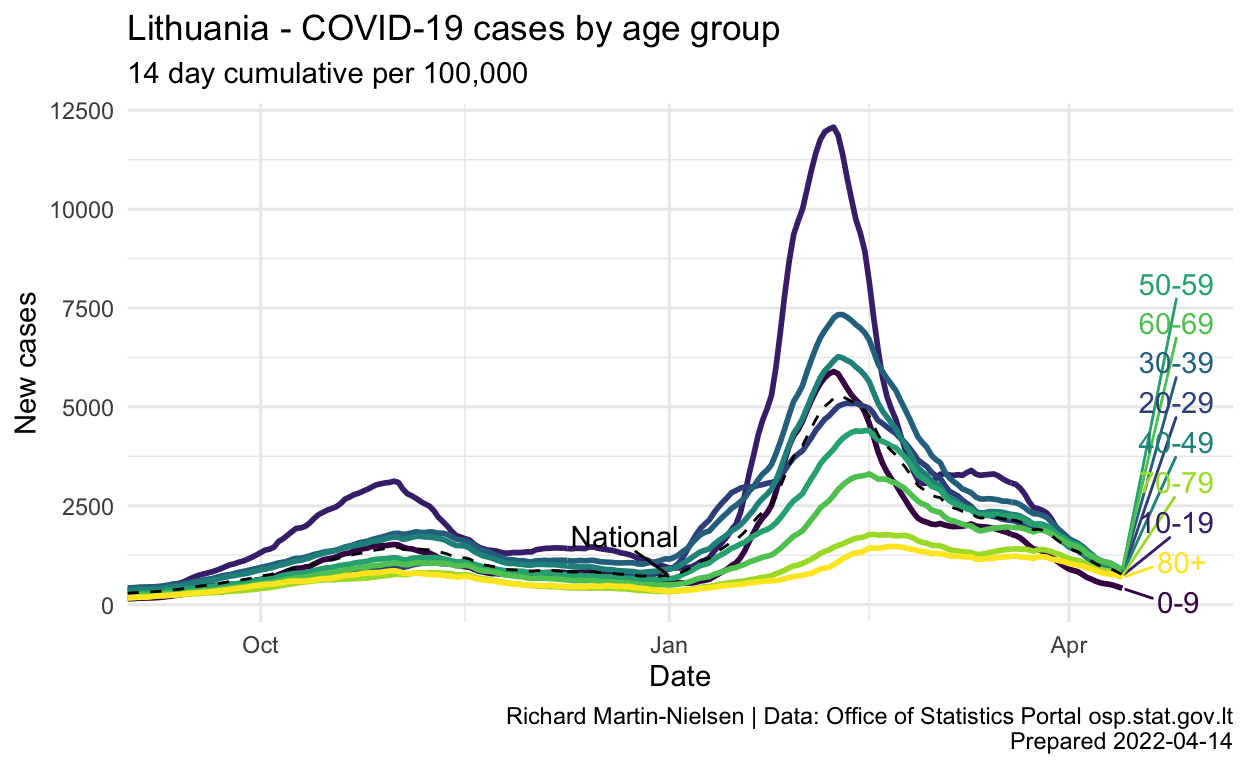 Lithuania - COVID-19 cases by age group
14 day cumulative per 100,000
12500
10000
7500
5000
2500
0
New cases
National
50-59
60-69
30-39
20-29
40-49
70-79
10-19
80+
0-9
Oct
Jan
Apr
Date
Richard Martin-Nielsen | Data: Office of Statistics Portal osp.stat.gov.lt
Prepared 2022-04-14